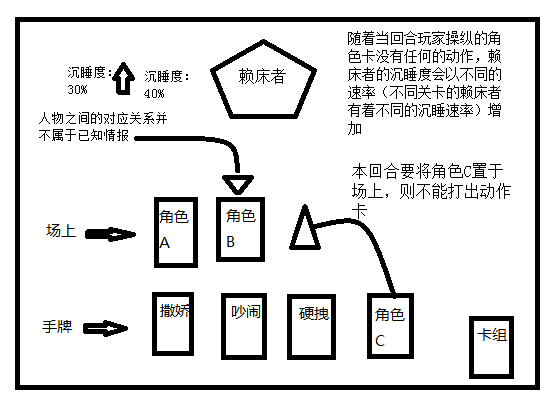 随着当回合玩家操纵的角
色卡没有任何的动作，赖
床者的沉睡度会以不同的
速率（不同关卡的赖床者
有着不同的沉睡速率）增
加
沉睡度：
30%
沉睡度：
40%
赖床者
人物之间的对应关系并
不属于已知情报
本回合要将角色C置于
场上，则不能打出动作
卡
场上
角色
A
角色
B
手牌
撒娇
吵闹
硬拽
角色
C
卡组